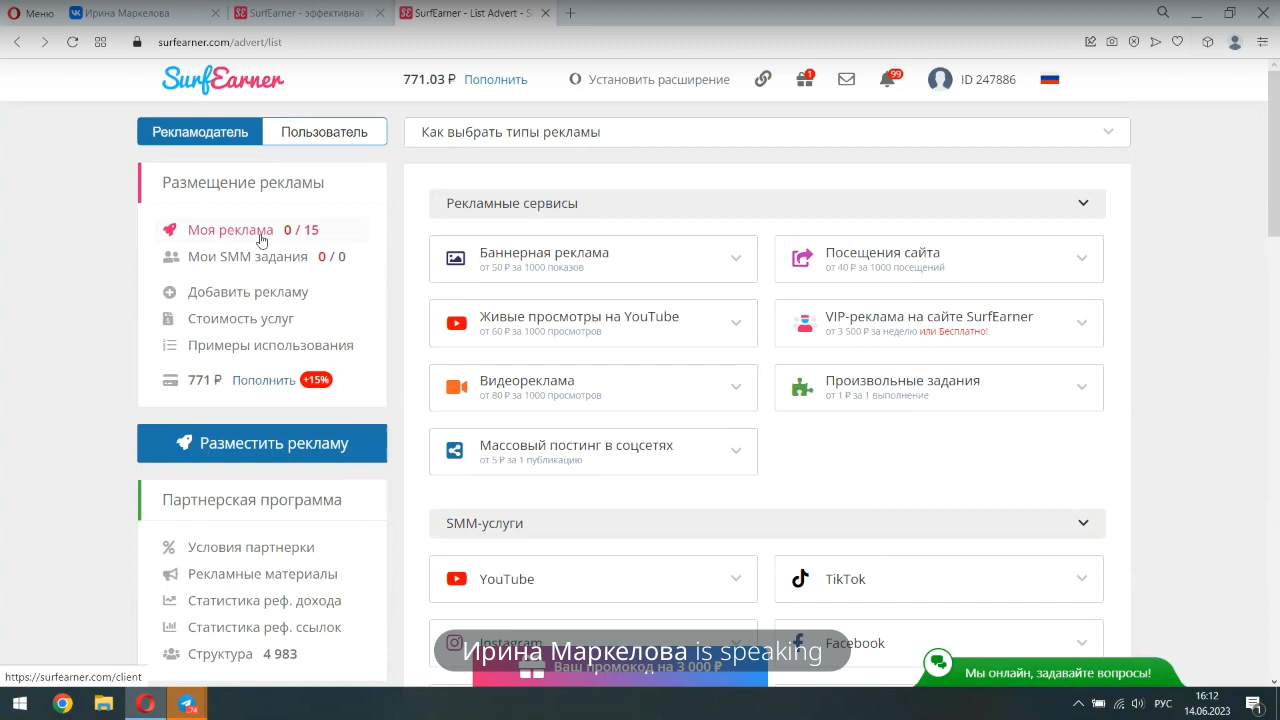 Меню
Ирина Маркелова
SurfEarner - эффективная
SurfEarner - List Advert - S
surfearner.com/advert/list
SurfEarner
771.03 ₽ Пополнить
Установить расширение
1
99
ID 247886
Рекламодатель
Пользователь
Как выбрать типы рекламы
Размещение рекламы
Моя реклама 0 / 15
Мои SMM задания 0 / 0
Добавить рекламу
Стоимость услуг
Примеры использования
771 ₽ Пополнить +15%
Разместить рекламу
Партнерская программа
Условия партнерки
Рекламные материалы
Статистика реф. дохода
Статистика реф. ссылок
Структура 4 983
Рекламные сервисы
Баннерная реклама
от 50 ₽ за 1000 показов
Посещения сайта
от 40 ₽ за 1000 посещений
Живые просмотры на YouTube
от 60 ₽ за 1000 просмотров
VIP-реклама на сайте SurfEarner
от 3 500 ₽ за неделю или Бесплатно!
Видеореклама
от 80 ₽ за 1000 просмотров
Произвольные задания
от 1 ₽ за 1 выполнение
Массовый постинг в соцсетях
от 5 ₽ за 1 публикацию
SMM-услуги
YouTube
TikTok
Instagram
Facebook
Ирина Маркелова is speaking
Ваш промокод на 3 000 ₽
Мы онлайн, задавайте вопросы!
https://surfearner.com/client
74
РУС
16:12
14.06.2023
1